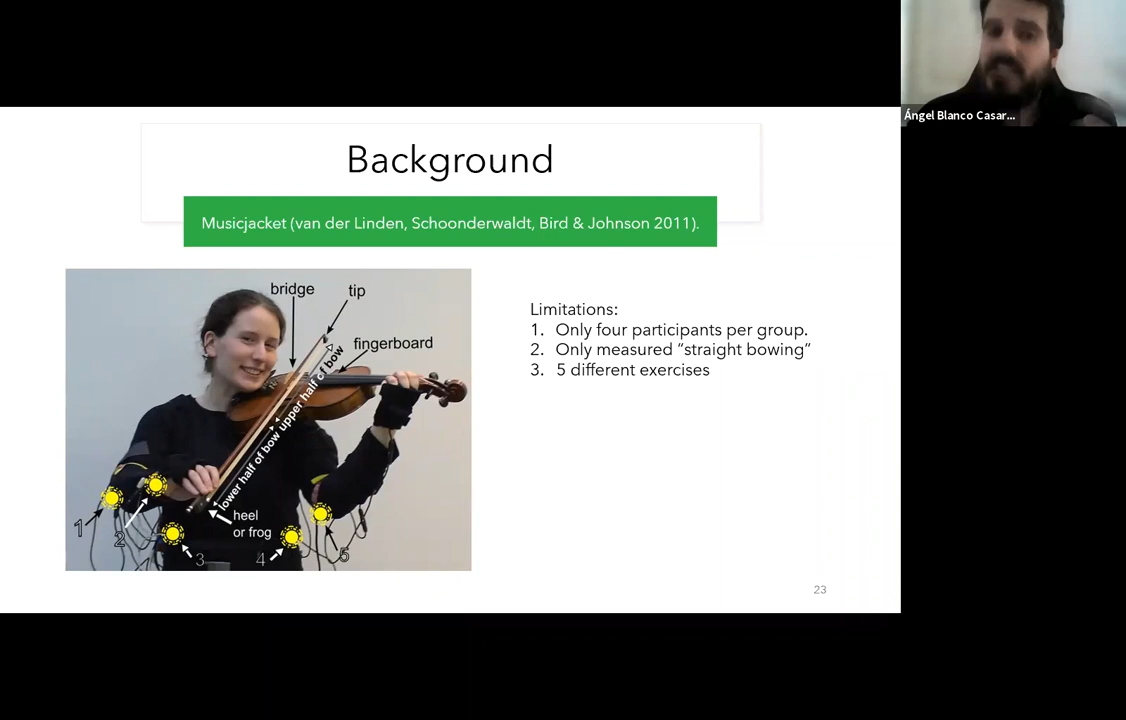 Ángel Blanco Casar...
Background
Musicjacket (van der Linden, Schoonderwaldt, Bird & Johnson 2011).
bridge
tip
fingerboard
upper half of bow
lower half of bow
heel
or frog
1
2
3
4
5
Limitations:
1. Only four participants per group.
2. Only measured “straight bowing”
3. 5 different exercises
23